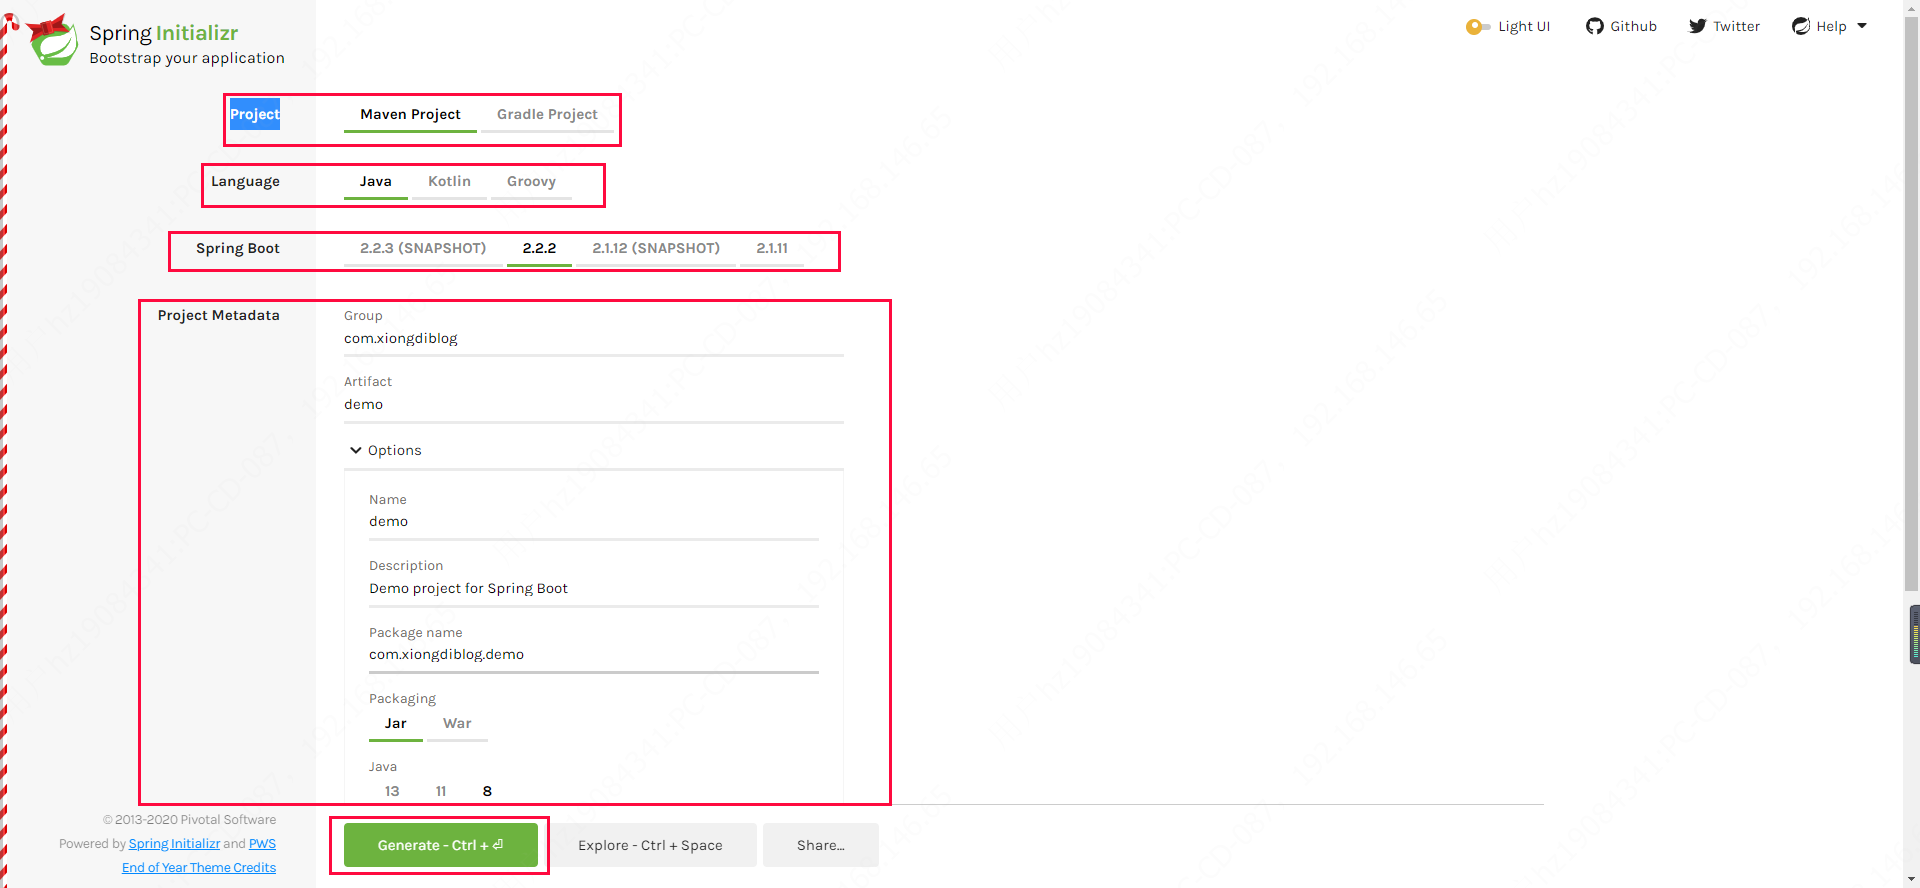 Spring Initializr
Bootstrap your application
Light UI
Github
Twitter
Help
Project
Maven Project
Gradle Project
Language
Java
Kotlin
Groovy
Spring Boot
2.2.3 (SNAPSHOT)
2.2.2
2.1.12 (SNAPSHOT)
2.1.11
Project Metadata
Group
com.xiongdiblog
Artifact
demo
Options
Name
demo
Description
Demo project for Spring Boot
Package name
com.xiongdiblog.demo
Packaging
Jar
War
Java
13
11
8
© 2013-2020 Pivotal Software
Powered by Spring Initializr and PWS
End of Year Theme Credits
Generate - Ctrl + ⏎
Explore - Ctrl + Space
Share...